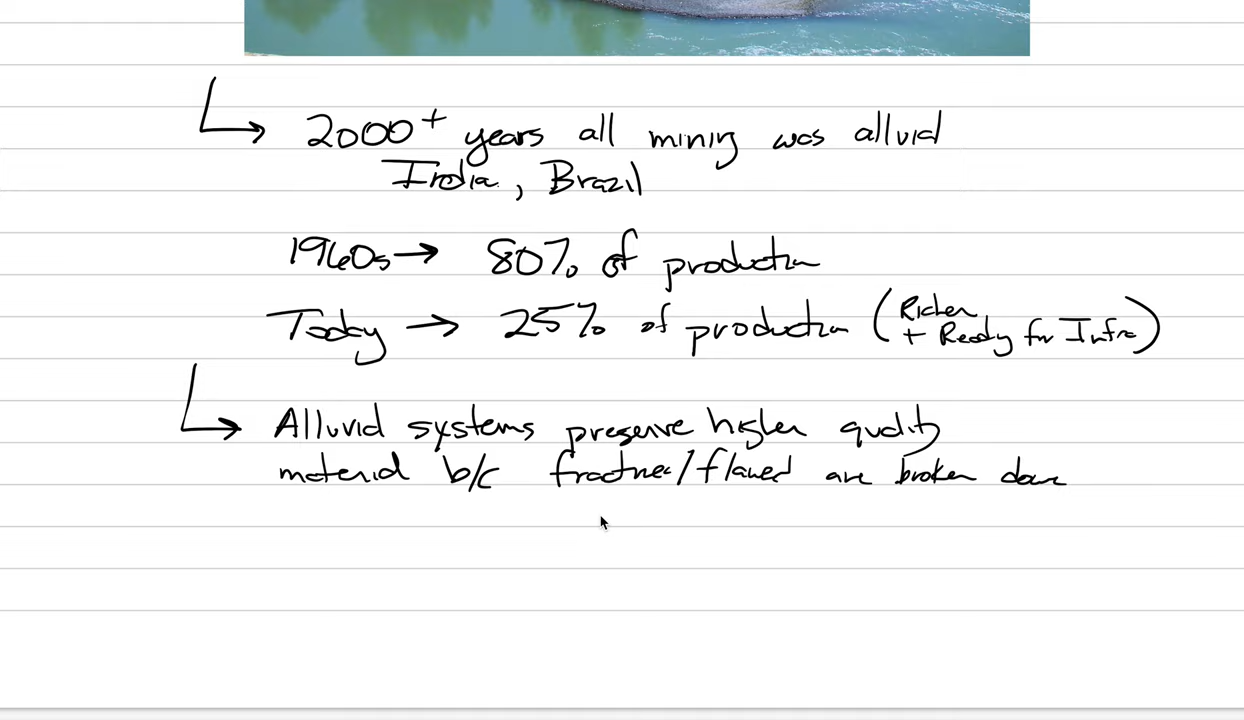 2000+ years all mining was alluvial
India, Brazil
1960s → 80% of production
Today → 25% of production (Richer + Ready for Infra)
Alluvial systems preserve higher quality
material b/c fractured/flawed are broken down